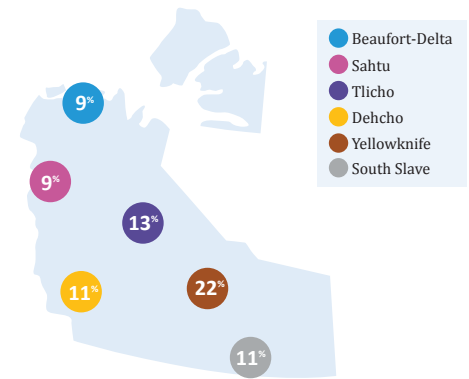 Beaufort-Delta
Sahtu
Tlicho
Dehcho
Yellowknife
South Slave
9%
9%
13%
11%
22%
11%